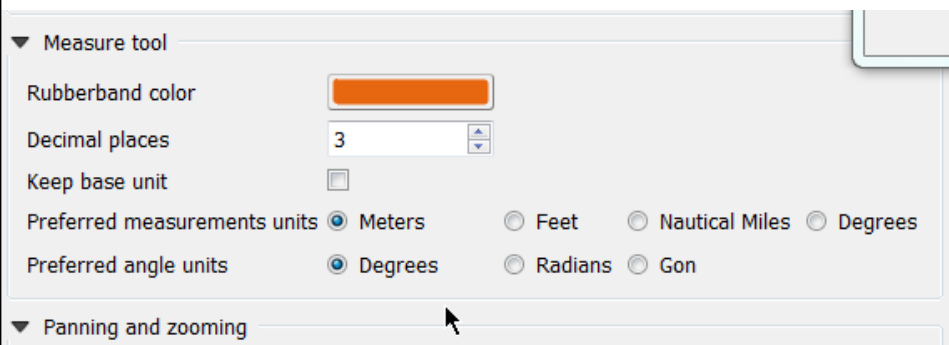 Measure tool
Rubberband color
Decimal places 3
Keep base unit
Preferred measurements units Meters Feet Nautical Miles Degrees
Preferred angle units Degrees Radians Gon
Panning and zooming